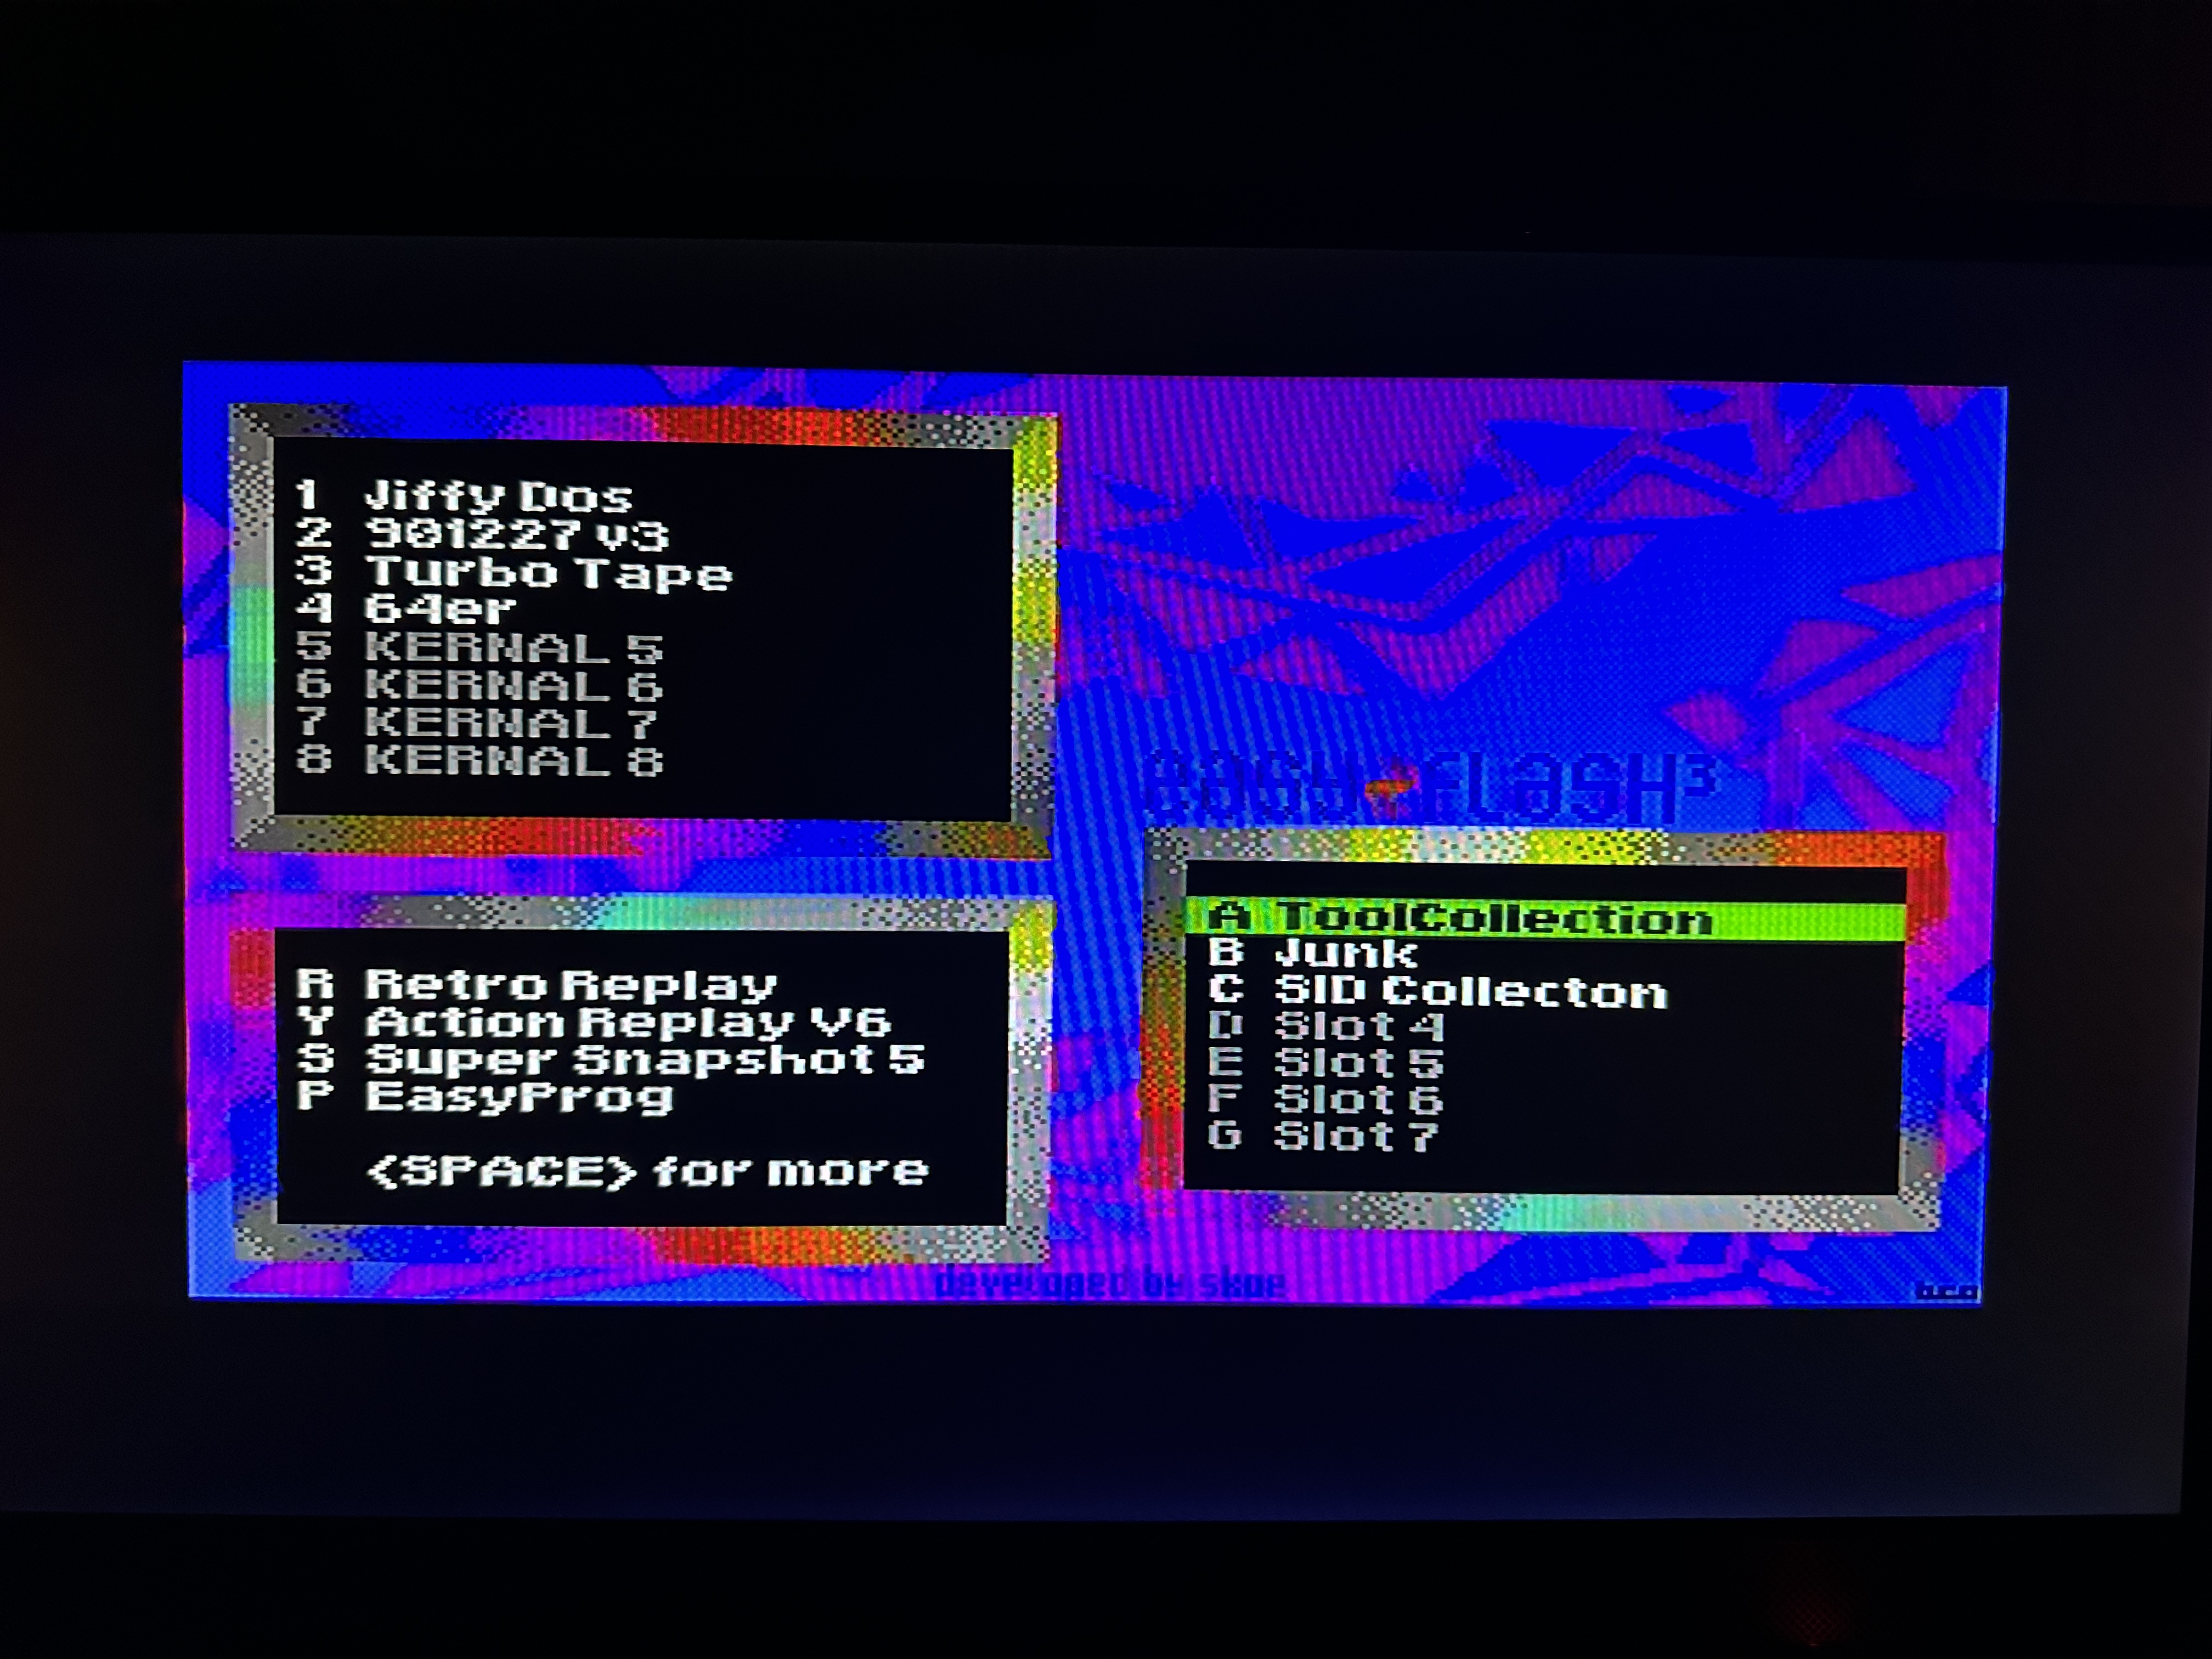 1 Jiffy Dos
2 901227 v3
3 Turbo Tape
4 64er
5 KERNAL 5
6 KERNAL 6
7 KERNAL 7
8 KERNAL 8
easy flash³
R Retro Replay
Y Action Replay V6
S Super Snapshot 5
P EasyProg
<SPACE> for more
A ToolCollection
B Junk
C SID Collecton
D Slot 4
E Slot 5
F Slot 6
G Slot 7
developed by skoe